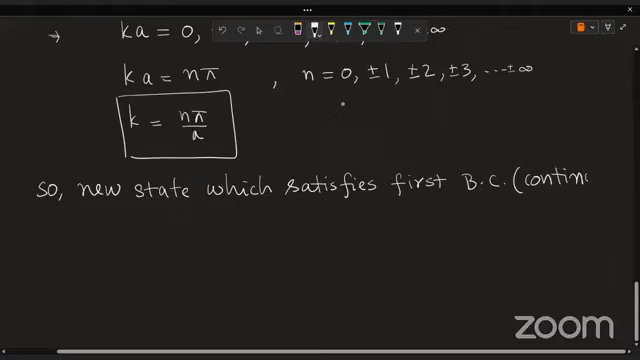 → ka = 0, ∞
ka = nπ , n = 0, ±1, ±2, ±3, ---- ±∞
k = nπ/a
so, new state which satisfies first B.C. (contin
zoom